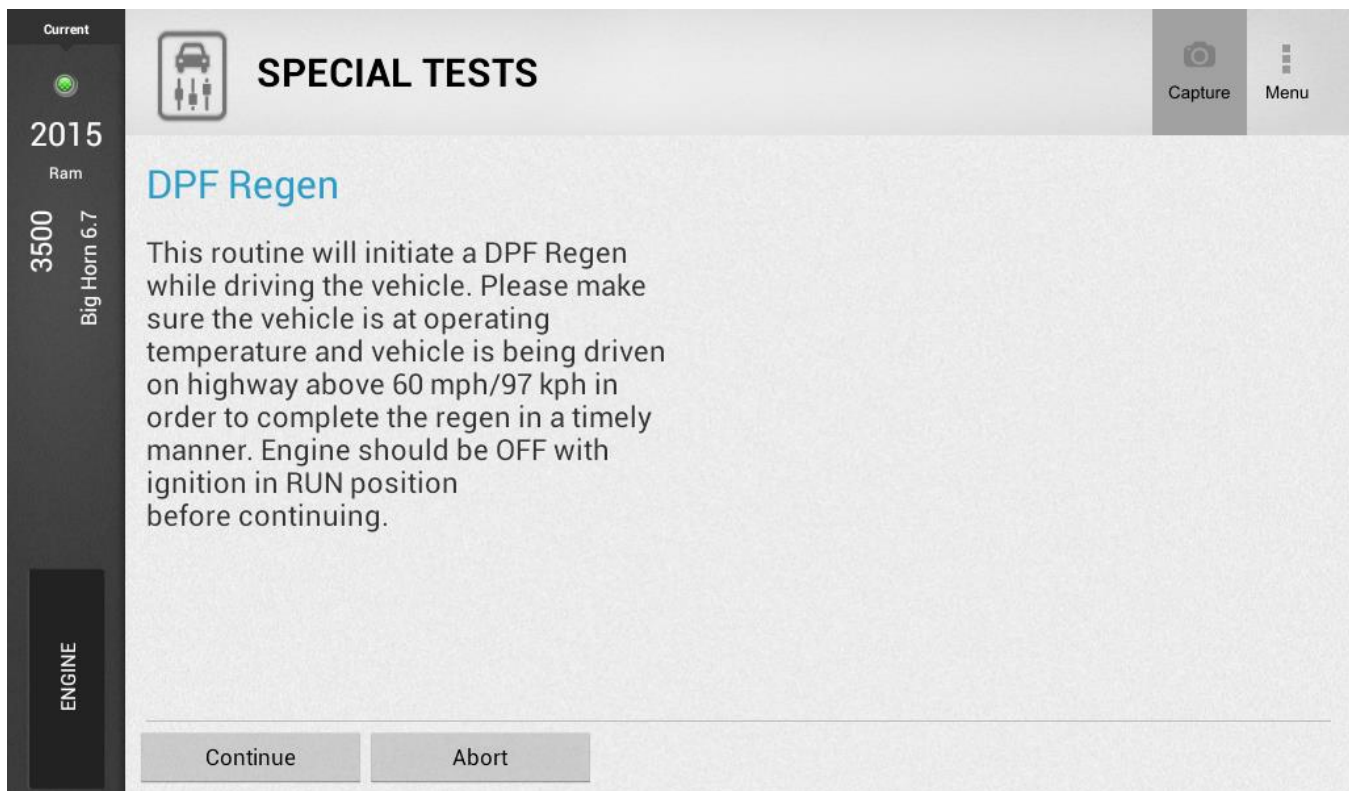 Current
2015
Ram
3500
Big Horn 6.7
ENGINE
SPECIAL TESTS
Capture
Menu
DPF Regen
This routine will initiate a DPF Regen
while driving the vehicle. Please make
sure the vehicle is at operating
temperature and vehicle is being driven
on highway above 60 mph/97 kph in
order to complete the regen in a timely
manner. Engine should be OFF with
ignition in RUN position
before continuing.
Continue
Abort